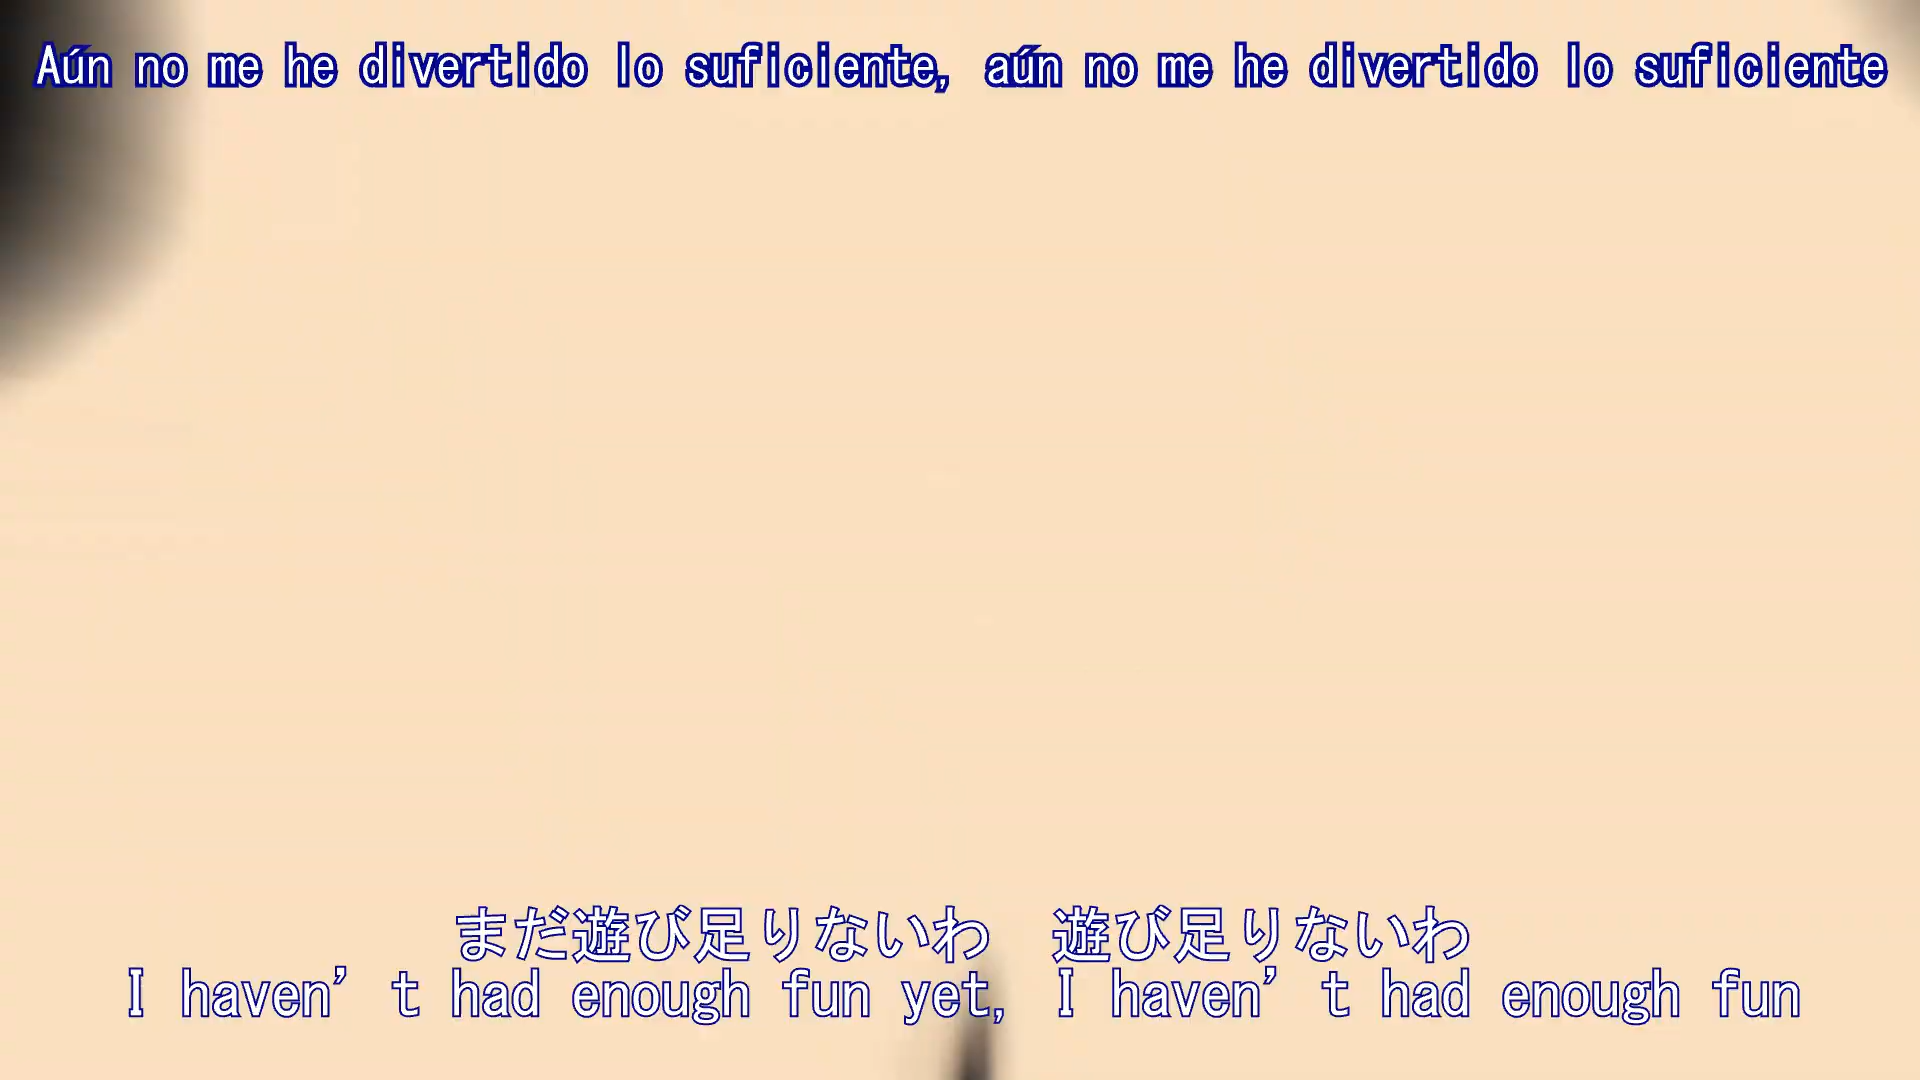 Aún no me he divertido lo suficiente, aún no me he divertido lo suficiente
まだ遊び足りないわ　遊び足りないわ
I haven’t had enough fun yet, I haven’t had enough fun